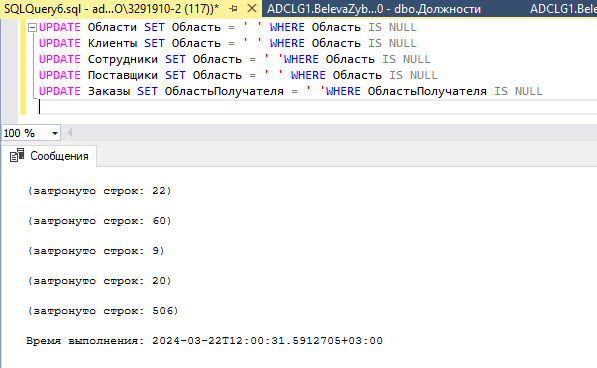 SQLQuery6.sql - ad...O\3291910-2 (117))* ADCLG1.BelevaZyb...0 - dbo.Должности ADCLG1.Bele
UPDATE Области SET Область = ' ' WHERE Область IS NULL
UPDATE Клиенты SET Область = ' ' WHERE Область IS NULL
UPDATE Сотрудники SET Область = ' 'WHERE Область IS NULL
UPDATE Поставщики SET Область = ' ' WHERE Область IS NULL
UPDATE Заказы SET ОбластьПолучателя = ' 'WHERE ОбластьПолучателя IS NULL
100 %
Сообщения
(затронуто строк: 22)
(затронуто строк: 60)
(затронуто строк: 9)
(затронуто строк: 20)
(затронуто строк: 506)
Время выполнения: 2024-03-22T12:00:31.5912705+03:00